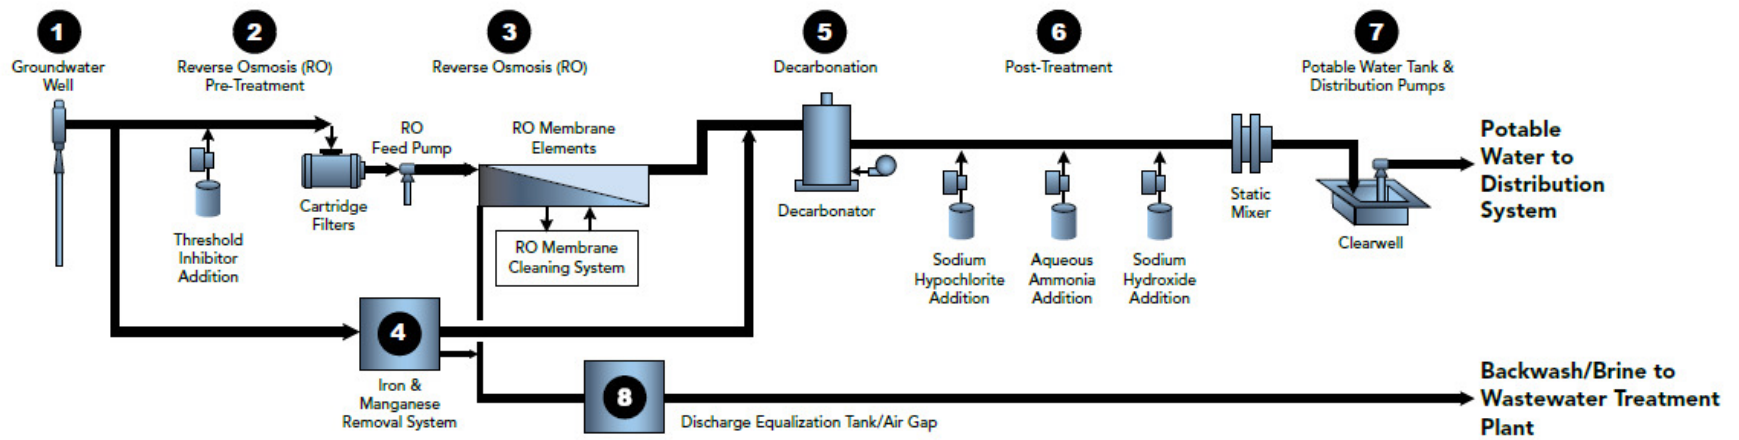 1
Groundwater
Well
2
Reverse Osmosis (RO)
Pre-Treatment
3
Reverse Osmosis (RO)
5
Decarbonation
6
Post-Treatment
7
Potable Water Tank &
Distribution Pumps
RO
Feed Pump
RO Membrane
Elements
Cartridge
Filters
Threshold
Inhibitor
Addition
RO Membrane
Cleaning System
Decarbonator
Sodium
Hypochlorite
Addition
Aqueous
Ammonia
Addition
Sodium
Hydroxide
Addition
Static
Mixer
Clearwell
Potable
Water to
Distribution
System
4
Iron &
Manganese
Removal System
8
Discharge Equalization Tank/Air Gap
Backwash/Brine to
Wastewater Treatment
Plant